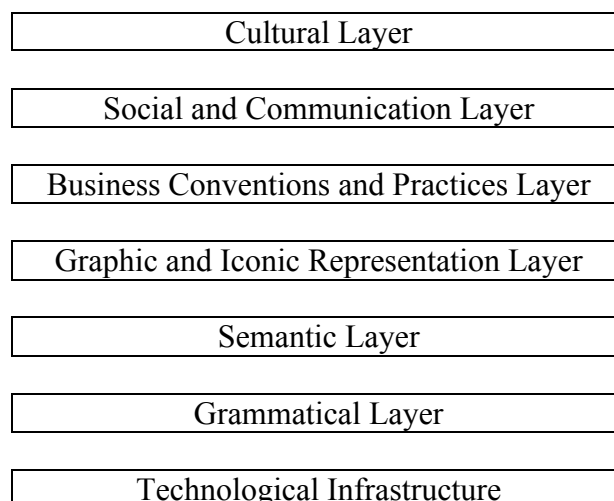 Cultural Layer
Social and Communication Layer
Business Conventions and Practices Layer
Graphic and Iconic Representation Layer
Semantic Layer
Grammatical Layer
Technological Infrastructure